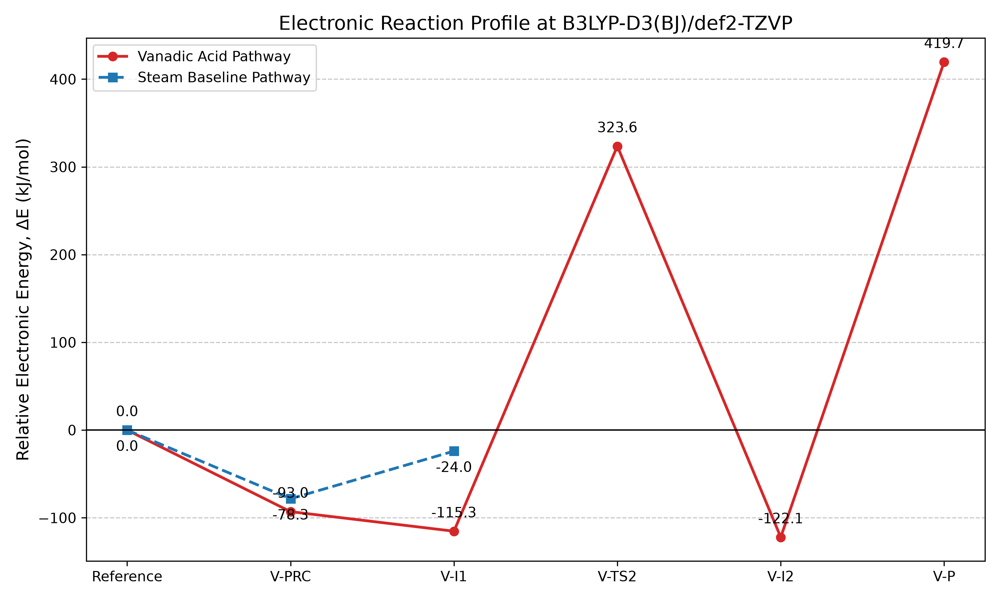 Electronic Reaction Profile at B3LYP-D3(BJ)/def2-TZVP
Vanadic Acid Pathway
Steam Baseline Pathway
Relative Electronic Energy, ΔE (kJ/mol)
400
300
200
100
0
−100
419.7
323.6
0.0
0.0
-93.0
-78.3
-24.0
-115.3
-122.1
Reference
V-PRC
V-I1
V-TS2
V-I2
V-P